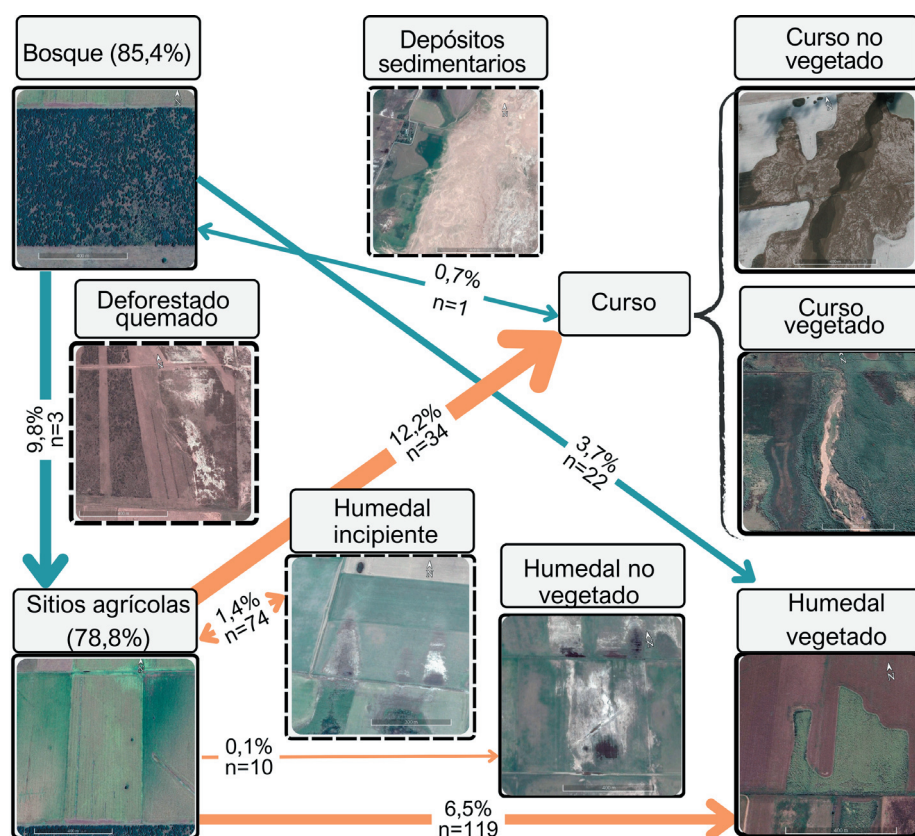 Bosque (85,4%)
Depósitos
sedimentarios
Curso no
vegetado
0,7%
n=1
Curso
Deforestado
quemado
Curso
vegetado
9,8%
n=3
12,2%
n=34
3,7%
n=22
Humedal
incipiente
Humedal no
vegetado
Sitios agrícolas
(78,8%)
1,4%
n=74
Humedal
vegetado
0,1%
n=10
6,5%
n=119